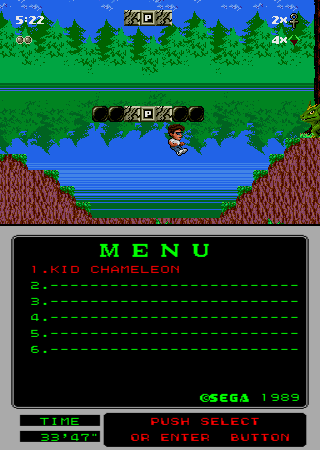 5:22
P
2×
4×
P
MENU
1.KID CHAMELEON
2.
3.
4.
5.
6.
©SEGA 1989
TIME
33'47"
PUSH SELECT
OR ENTER BUTTON